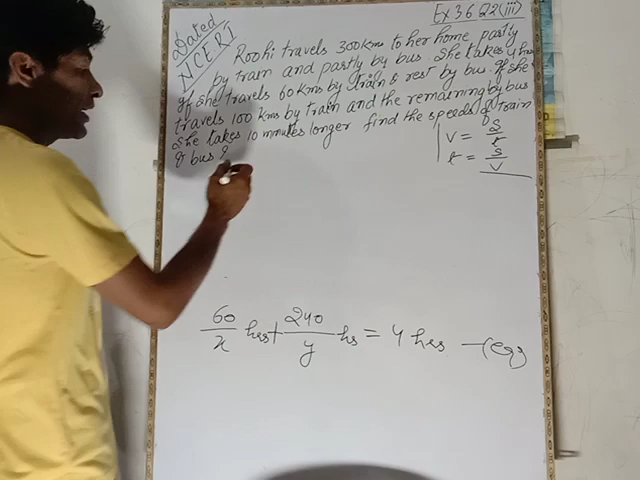 Dated
NCERT
Ex 3.6 Q2(iii)
Roohi travels 300kms to her home partly
by train and partly by bus. She takes 4 hrs
If she travels 60 kms by train & rest by bus. If she
travels 100 kms by train and the remaining by bus
She takes 10 minutes longer find the speeds of train
& bus ?
V = S/t
t = S/V
60/x hrs + 240/y hs = 4 hrs